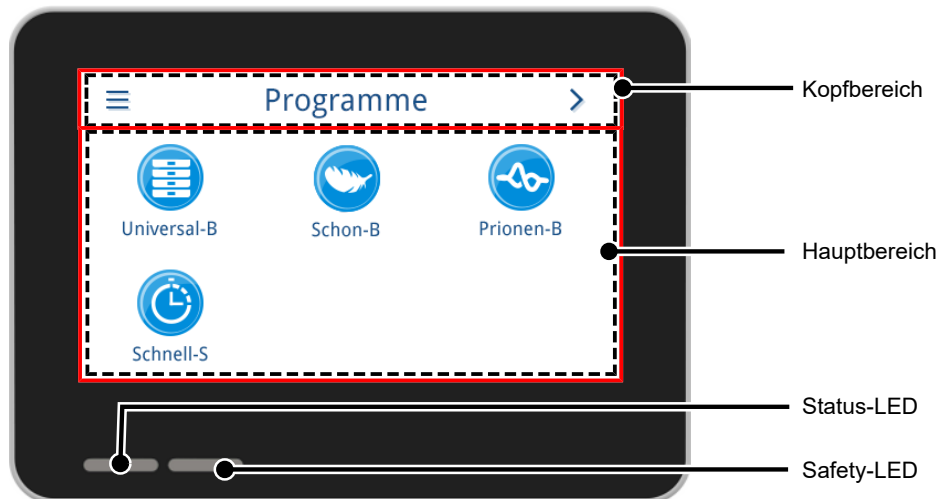 Programme
Kopfbereich
Universal-B
Schon-B
Prionen-B
Hauptbereich
Schnell-S
Status-LED
Safety-LED